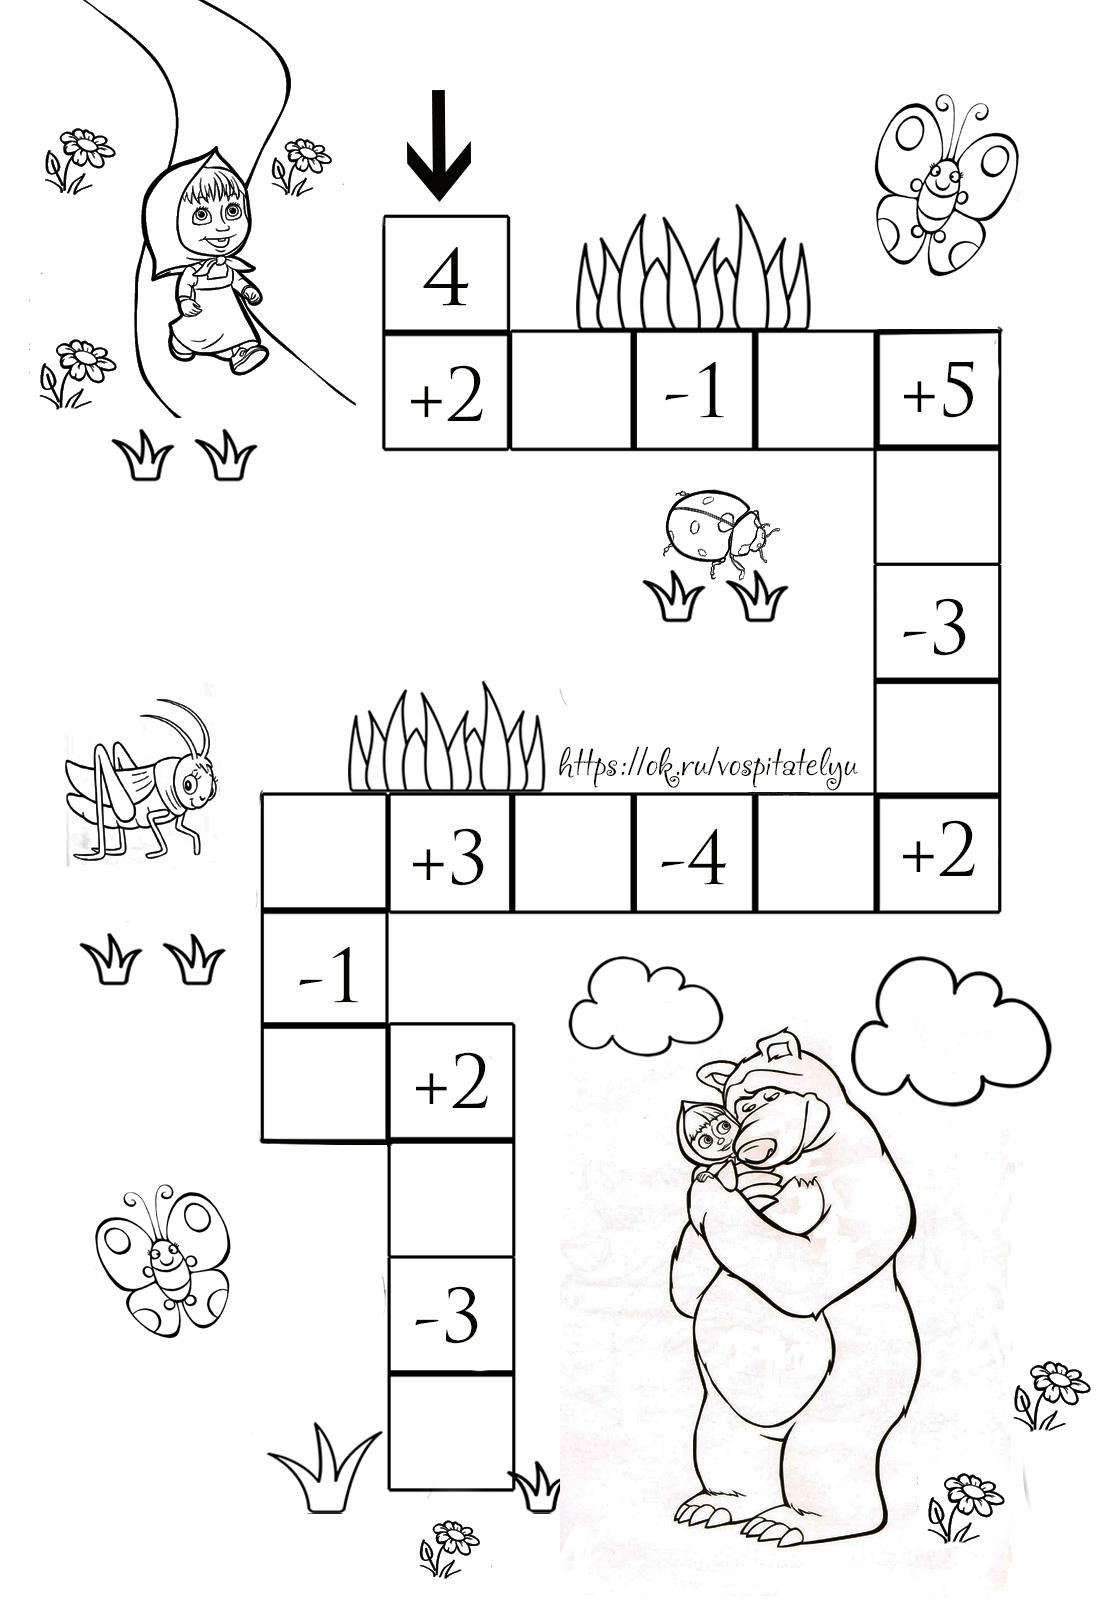 4
+2 -1 +5
-3
https://ok.ru/vospitatelyu
+3 -4 +2
-1
+2
-3